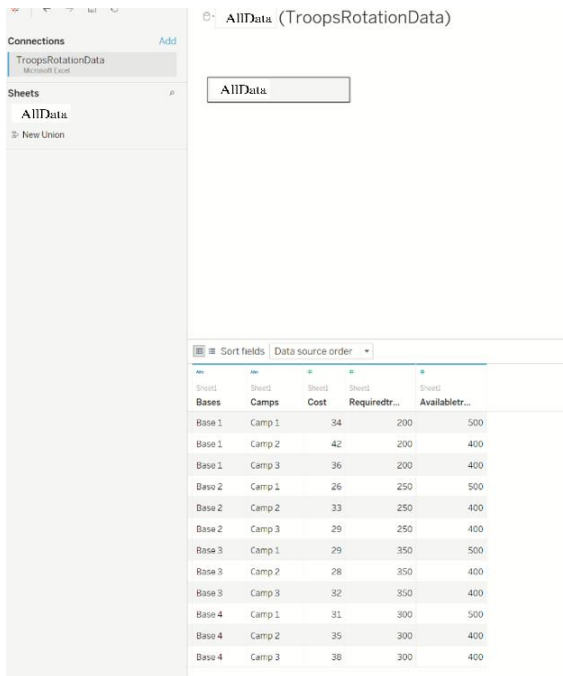 AllData (TroopsRotationData)
Connections Add
TroopsRotationData
Microsoft Excel
Sheets
AllData
New Union
AllData
Sort fields Data source order
Abc Abc # # #
Sheet1 Sheet1 Sheet1 Sheet1 Sheet1
Bases Camps Cost Requiredtr... Availabletr...
Base 1 Camp 1 34 200 500
Base 1 Camp 2 42 200 400
Base 1 Camp 3 36 200 400
Base 2 Camp 1 26 250 500
Base 2 Camp 2 33 250 400
Base 2 Camp 3 29 250 400
Base 3 Camp 1 29 350 500
Base 3 Camp 2 28 350 400
Base 3 Camp 3 32 350 400
Base 4 Camp 1 31 300 500
Base 4 Camp 2 35 300 400
Base 4 Camp 3 38 300 400